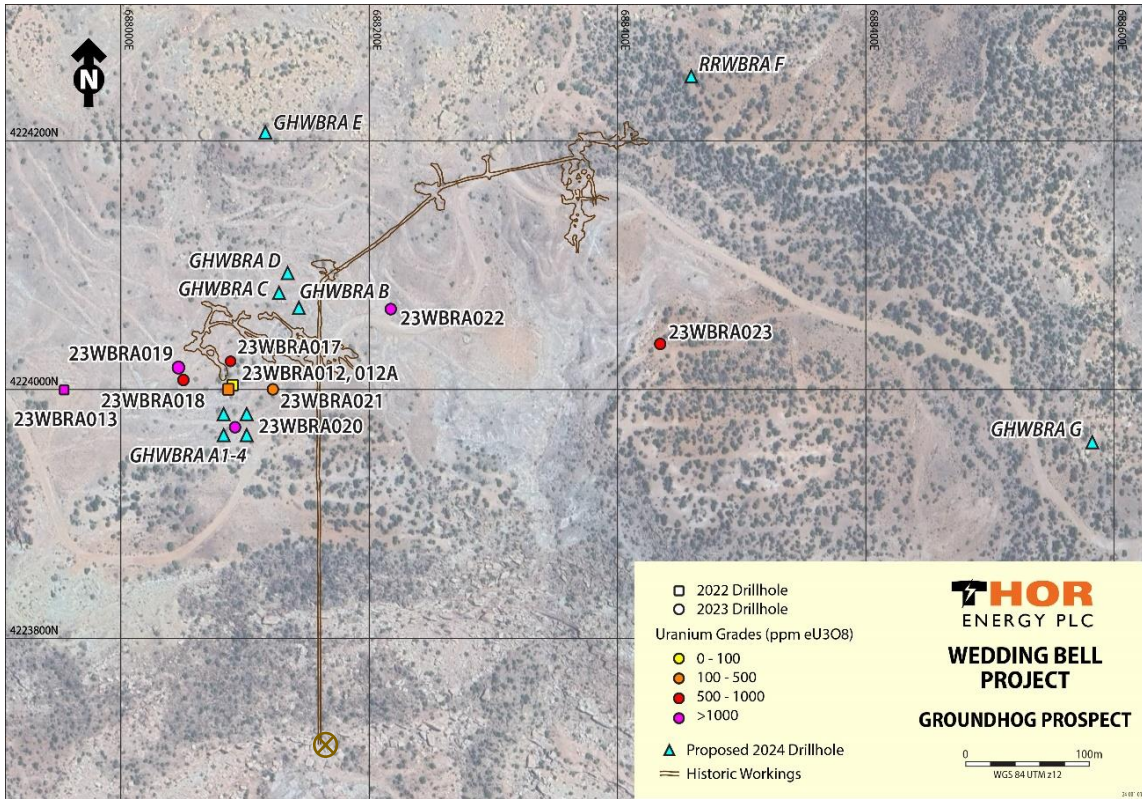 688000E
688200E
688400E
688400E
688600E
N
RRWBRA F
GHWBRA E
4224200N
GHWBRA D
GHWBRA C
GHWBRA B
23WBRA022
23WBRA023
23WBRA017
23WBRA019
23WBRA012, 012A
4224000N
23WBRA018
23WBRA021
23WBRA013
23WBRA020
GHWBRA G
GHWBRA A1-4
4223800N
2022 Drillhole
2023 Drillhole
Uranium Grades (ppm eU3O8)
0 - 100
100 - 500
500 - 1000
>1000
Proposed 2024 Drillhole
Historic Workings
THOR
ENERGY PLC
WEDDING BELL
PROJECT
GROUNDHOG PROSPECT
0
100m
WGS 84 UTM z12